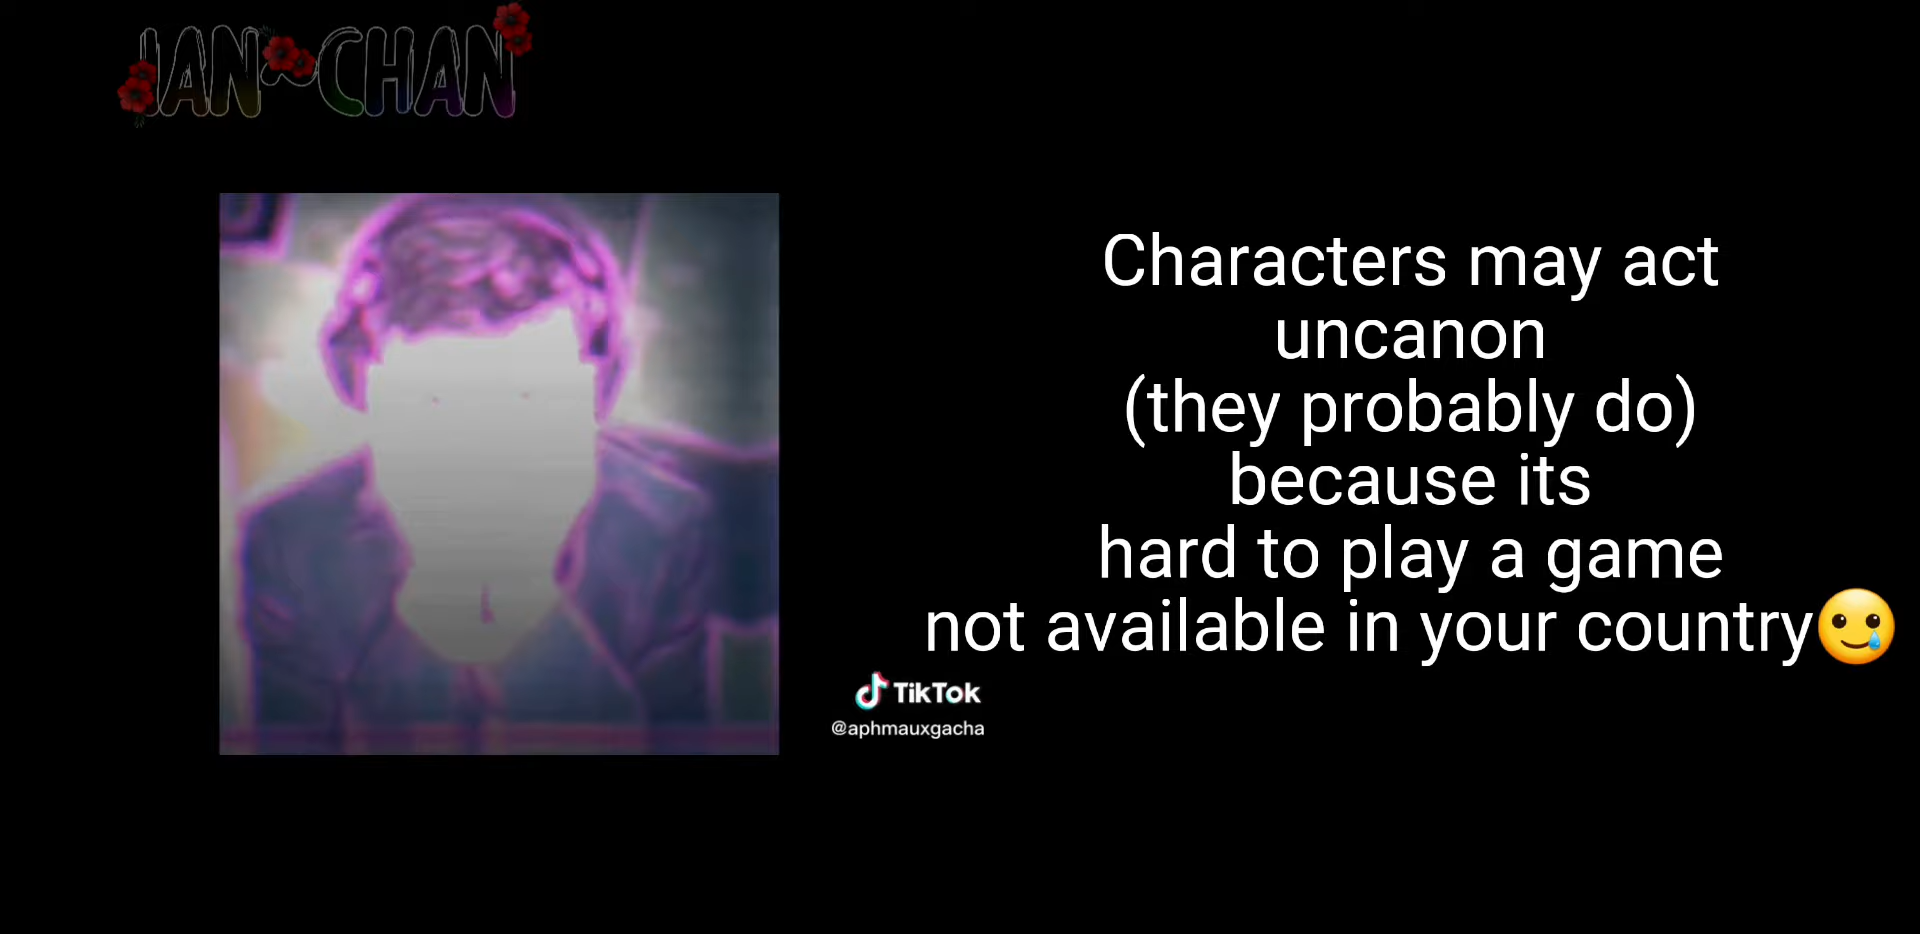 JAN~CHAN
Characters may act
uncanon
(they probably do)
because its
hard to play a game
not available in your country🥲
TikTok
@aphmauxgacha